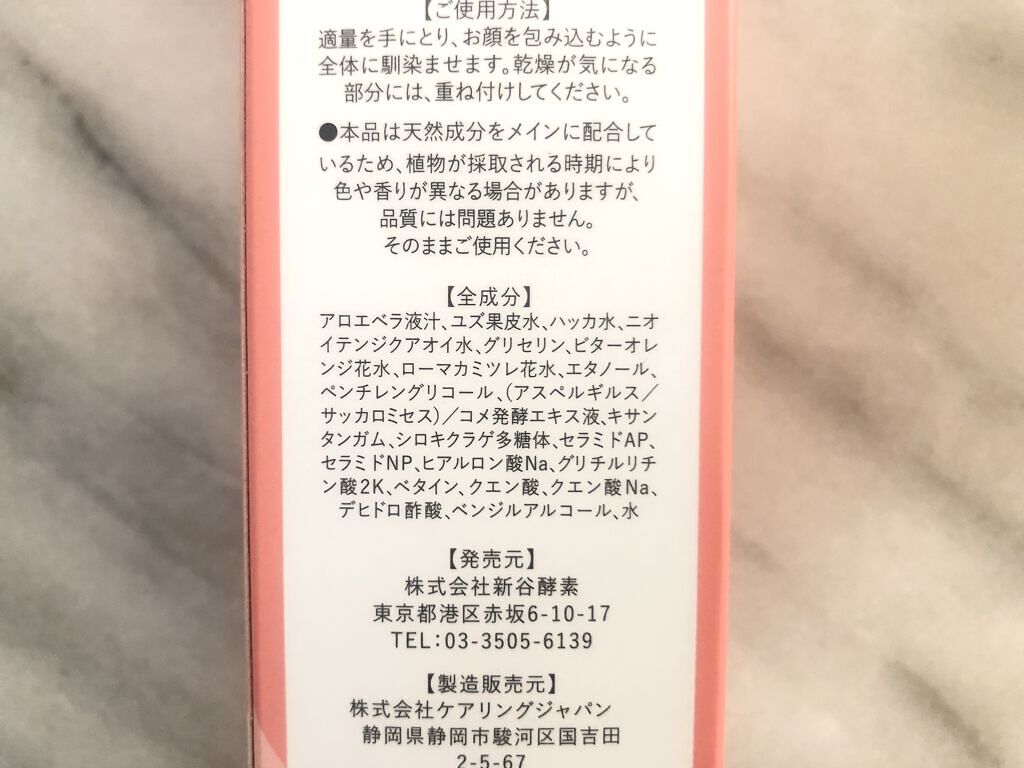 【ご使用方法】
適量を手にとり、お顔を包み込むように
全体に馴染ませます。乾燥が気になる
部分には、重ね付けしてください。
●本品は天然成分をメインに配合して
いるため、植物が採取される時期により
色や香りが異なる場合がありますが、
品質には問題ありません。
そのままご使用ください。
【全成分】
アロエベラ液汁、ユズ果皮水、ハッカ水、ニオ
イテンジクアオイ水、グリセリン、ビターオレ
ンジ花水、ローマカミツレ花水、エタノール、
ペンチレングリコール、(アスペルギルス／
サッカロミセス)／コメ発酵エキス液、キサン
タンガム、シロキクラゲ多糖体、セラミドAP、
セラミドNP、ヒアルロン酸Na、グリチルリチ
ン酸2K、ベタイン、クエン酸、クエン酸Na、
デヒドロ酢酸、ベンジルアルコール、水
【発売元】
株式会社新谷酵素
東京都港区赤坂6-10-17
TEL:03-3505-6139
【製造販売元】
株式会社ケアリングジャパン
静岡県静岡市駿河区国吉田
2-5-67